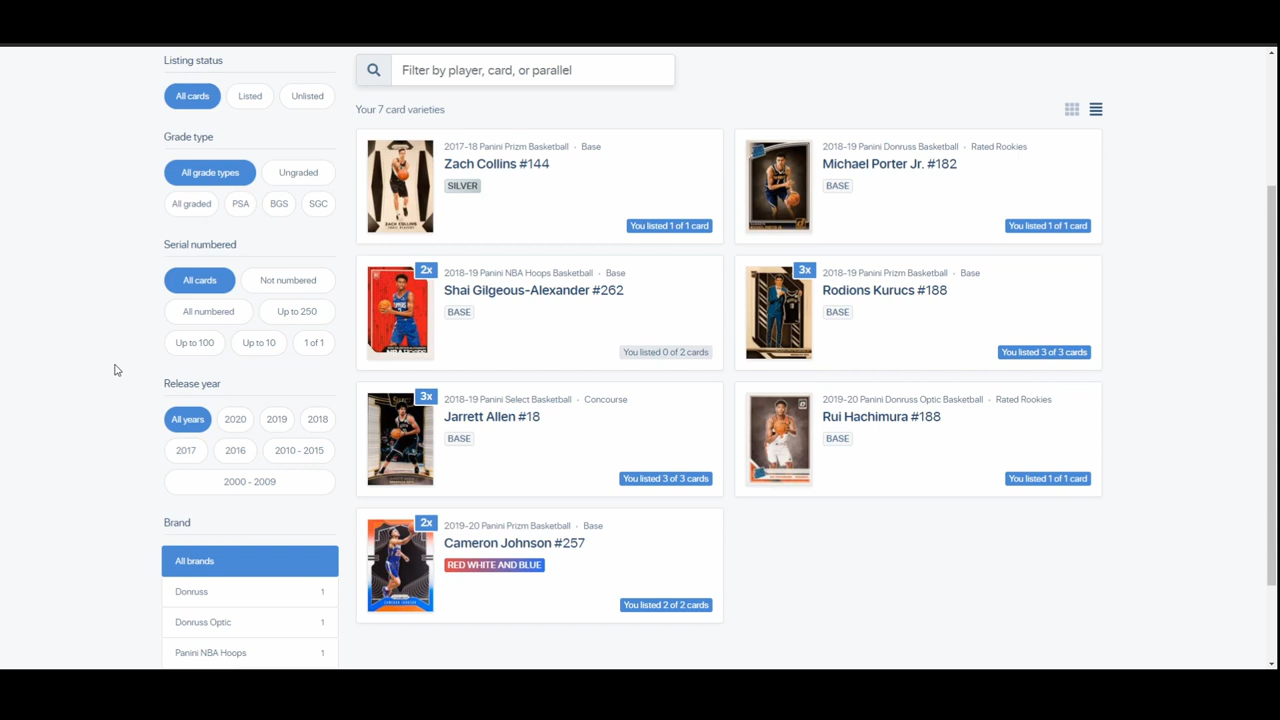 Listing status
All cards
Listed
Unlisted
Grade type
All grade types
Ungraded
All graded
PSA
BGS
SGC
Serial numbered
All cards
Not numbered
All numbered
Up to 250
Up to 100
Up to 10
1 of 1
Release year
All years
2020
2019
2018
2017
2016
2010 - 2015
2000 - 2009
Brand
All brands
Donruss 1
Donruss Optic 1
Panini NBA Hoops 1
Filter by player, card, or parallel
Your 7 card varieties
2017-18 Panini Prizm Basketball · Base
Zach Collins #144
SILVER
You listed 1 of 1 card
ZACH COLLINS
2018-19 Panini Donruss Basketball · Rated Rookies
Michael Porter Jr. #182
BASE
You listed 1 of 1 card
2x
2018-19 Panini NBA Hoops Basketball · Base
Shai Gilgeous-Alexander #262
BASE
You listed 0 of 2 cards
CLIPPERS
NBA HOOPS
3x
2018-19 Panini Prizm Basketball · Base
Rodions Kurucs #188
BASE
You listed 3 of 3 cards
3x
2018-19 Panini Select Basketball · Concourse
Jarrett Allen #18
BASE
You listed 3 of 3 cards
2019-20 Panini Donruss Optic Basketball · Rated Rookies
Rui Hachimura #188
BASE
You listed 1 of 1 card
2x
2019-20 Panini Prizm Basketball · Base
Cameron Johnson #257
RED WHITE AND BLUE
You listed 2 of 2 cards
CAMERON JOHNSON